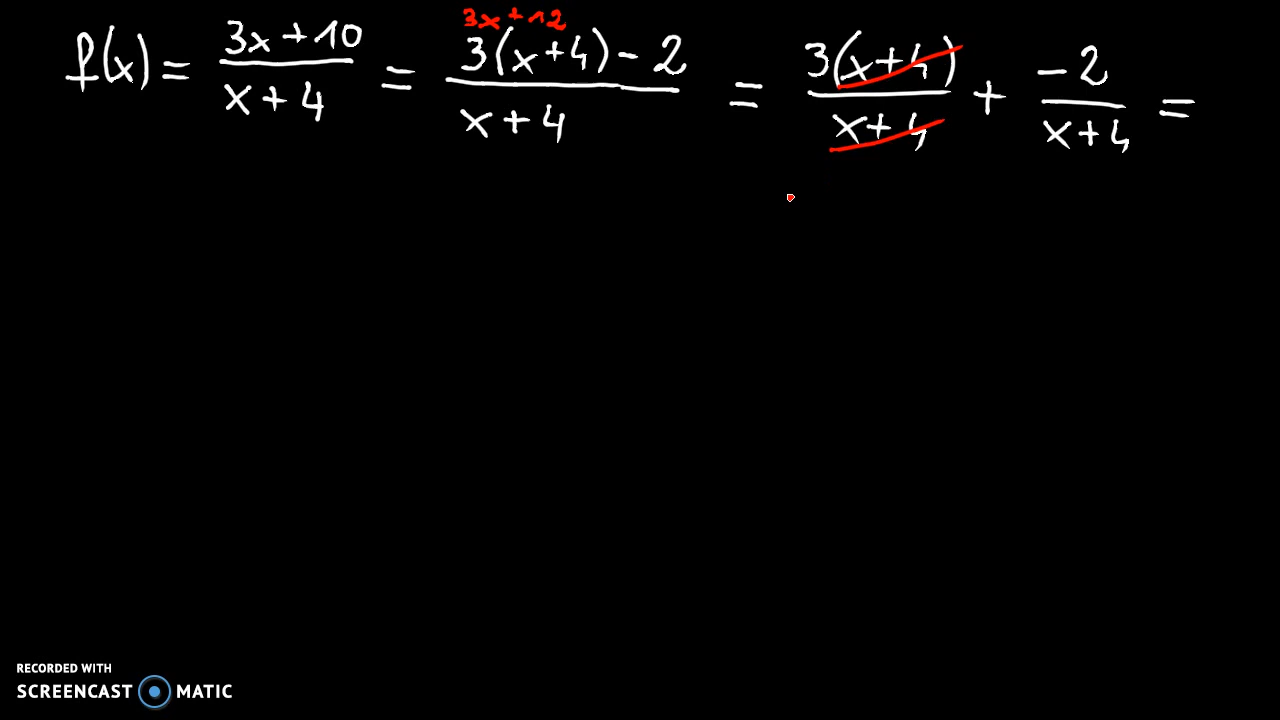 3x+12
f(x) = (3x+10)/(x+4) = (3(x+4)-2)/(x+4) = (3(x+4))/(x+4) + (-2)/(x+4) =
RECORDED WITH
SCREENCAST MATIC